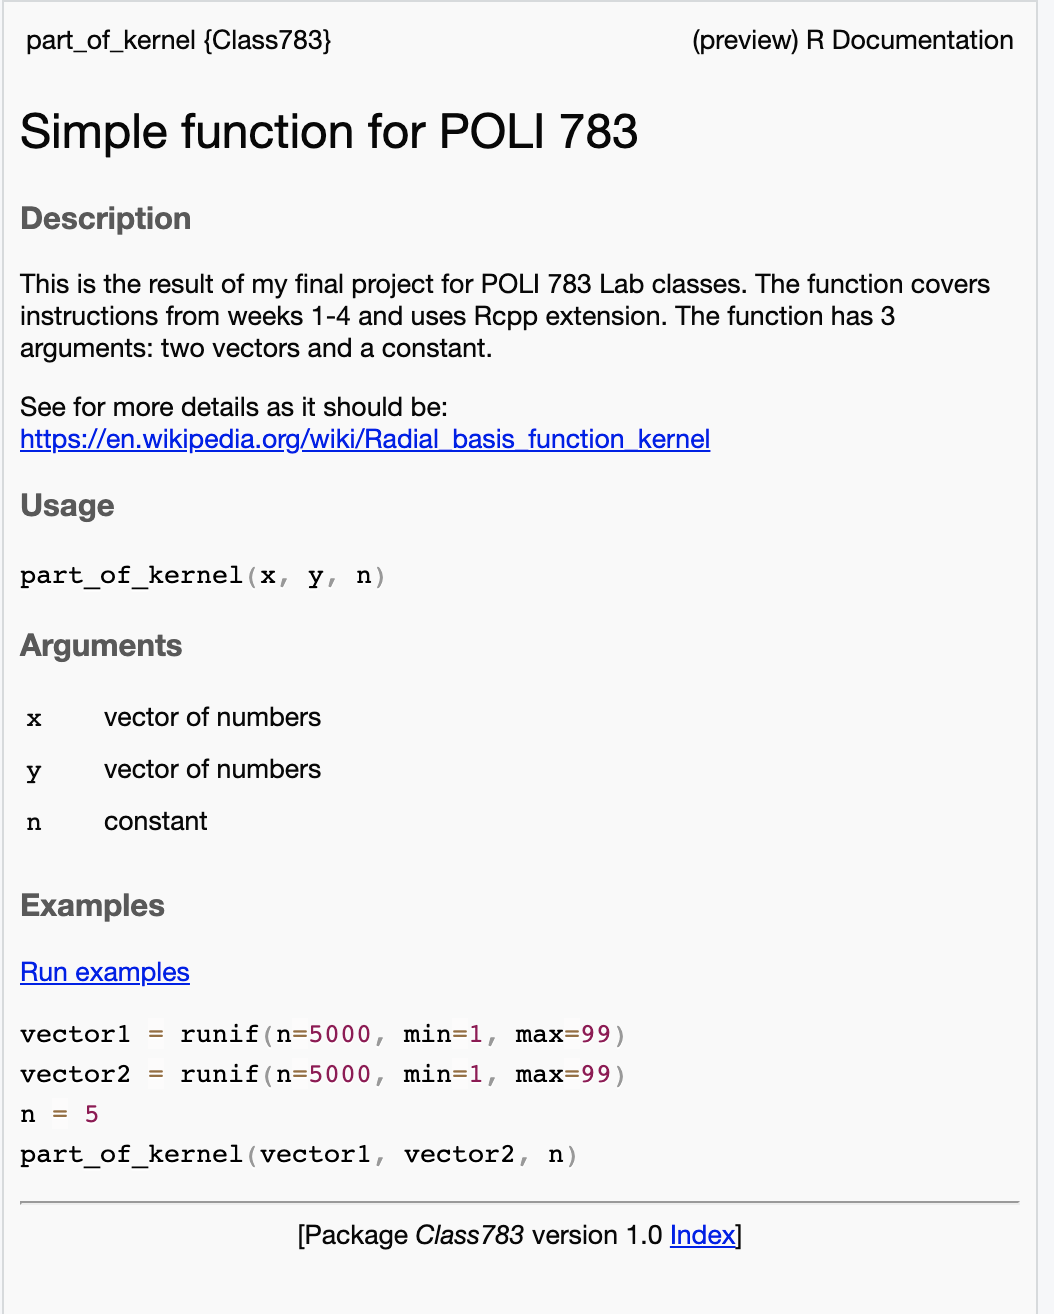 part_of_kernel {Class783} (preview) R Documentation
Simple function for POLI 783
Description
This is the result of my final project for POLI 783 Lab classes. The function covers
instructions from weeks 1-4 and uses Rcpp extension. The function has 3
arguments: two vectors and a constant.
See for more details as it should be:
https://en.wikipedia.org/wiki/Radial_basis_function_kernel
Usage
part_of_kernel(x, y, n)
Arguments
x vector of numbers
y vector of numbers
n constant
Examples
Run examples
vector1 = runif(n=5000, min=1, max=99)
vector2 = runif(n=5000, min=1, max=99)
n = 5
part_of_kernel(vector1, vector2, n)
[Package Class783 version 1.0 Index]